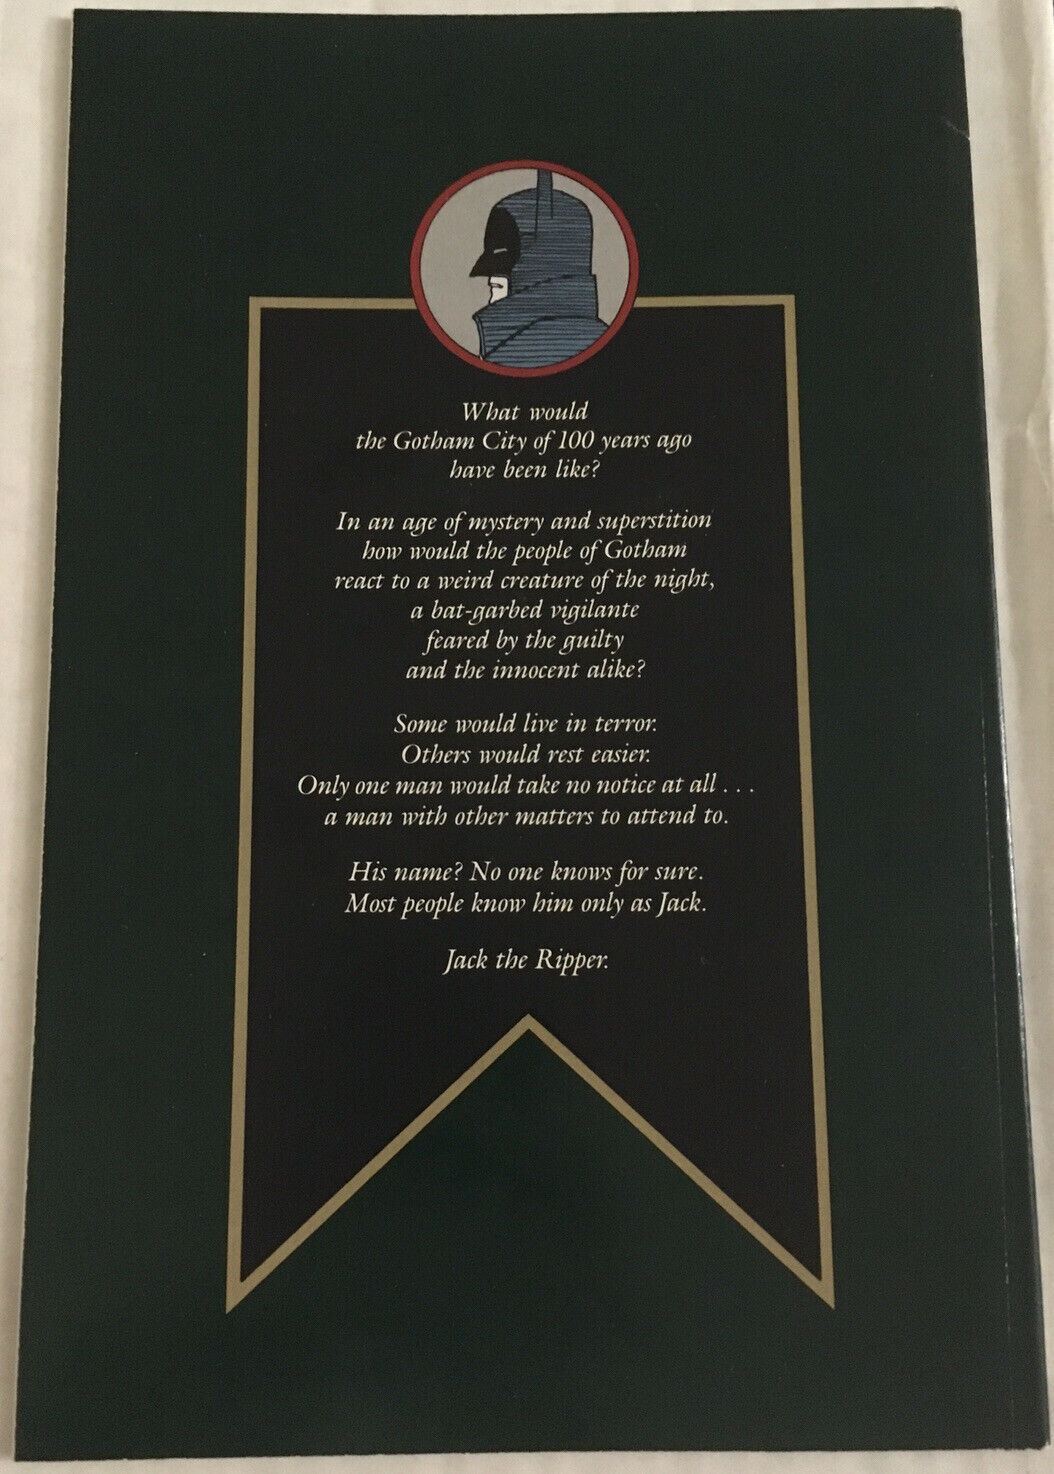 What would
the Gotham City of 100 years ago
have been like?
In an age of mystery and superstition
how would the people of Gotham
react to a weird creature of the night,
a bat-garbed vigilante
feared by the guilty
and the innocent alike?
Some would live in terror.
Others would rest easier.
Only one man would take no notice at all . . .
a man with other matters to attend to.
His name? No one knows for sure.
Most people know him only as Jack.
Jack the Ripper.